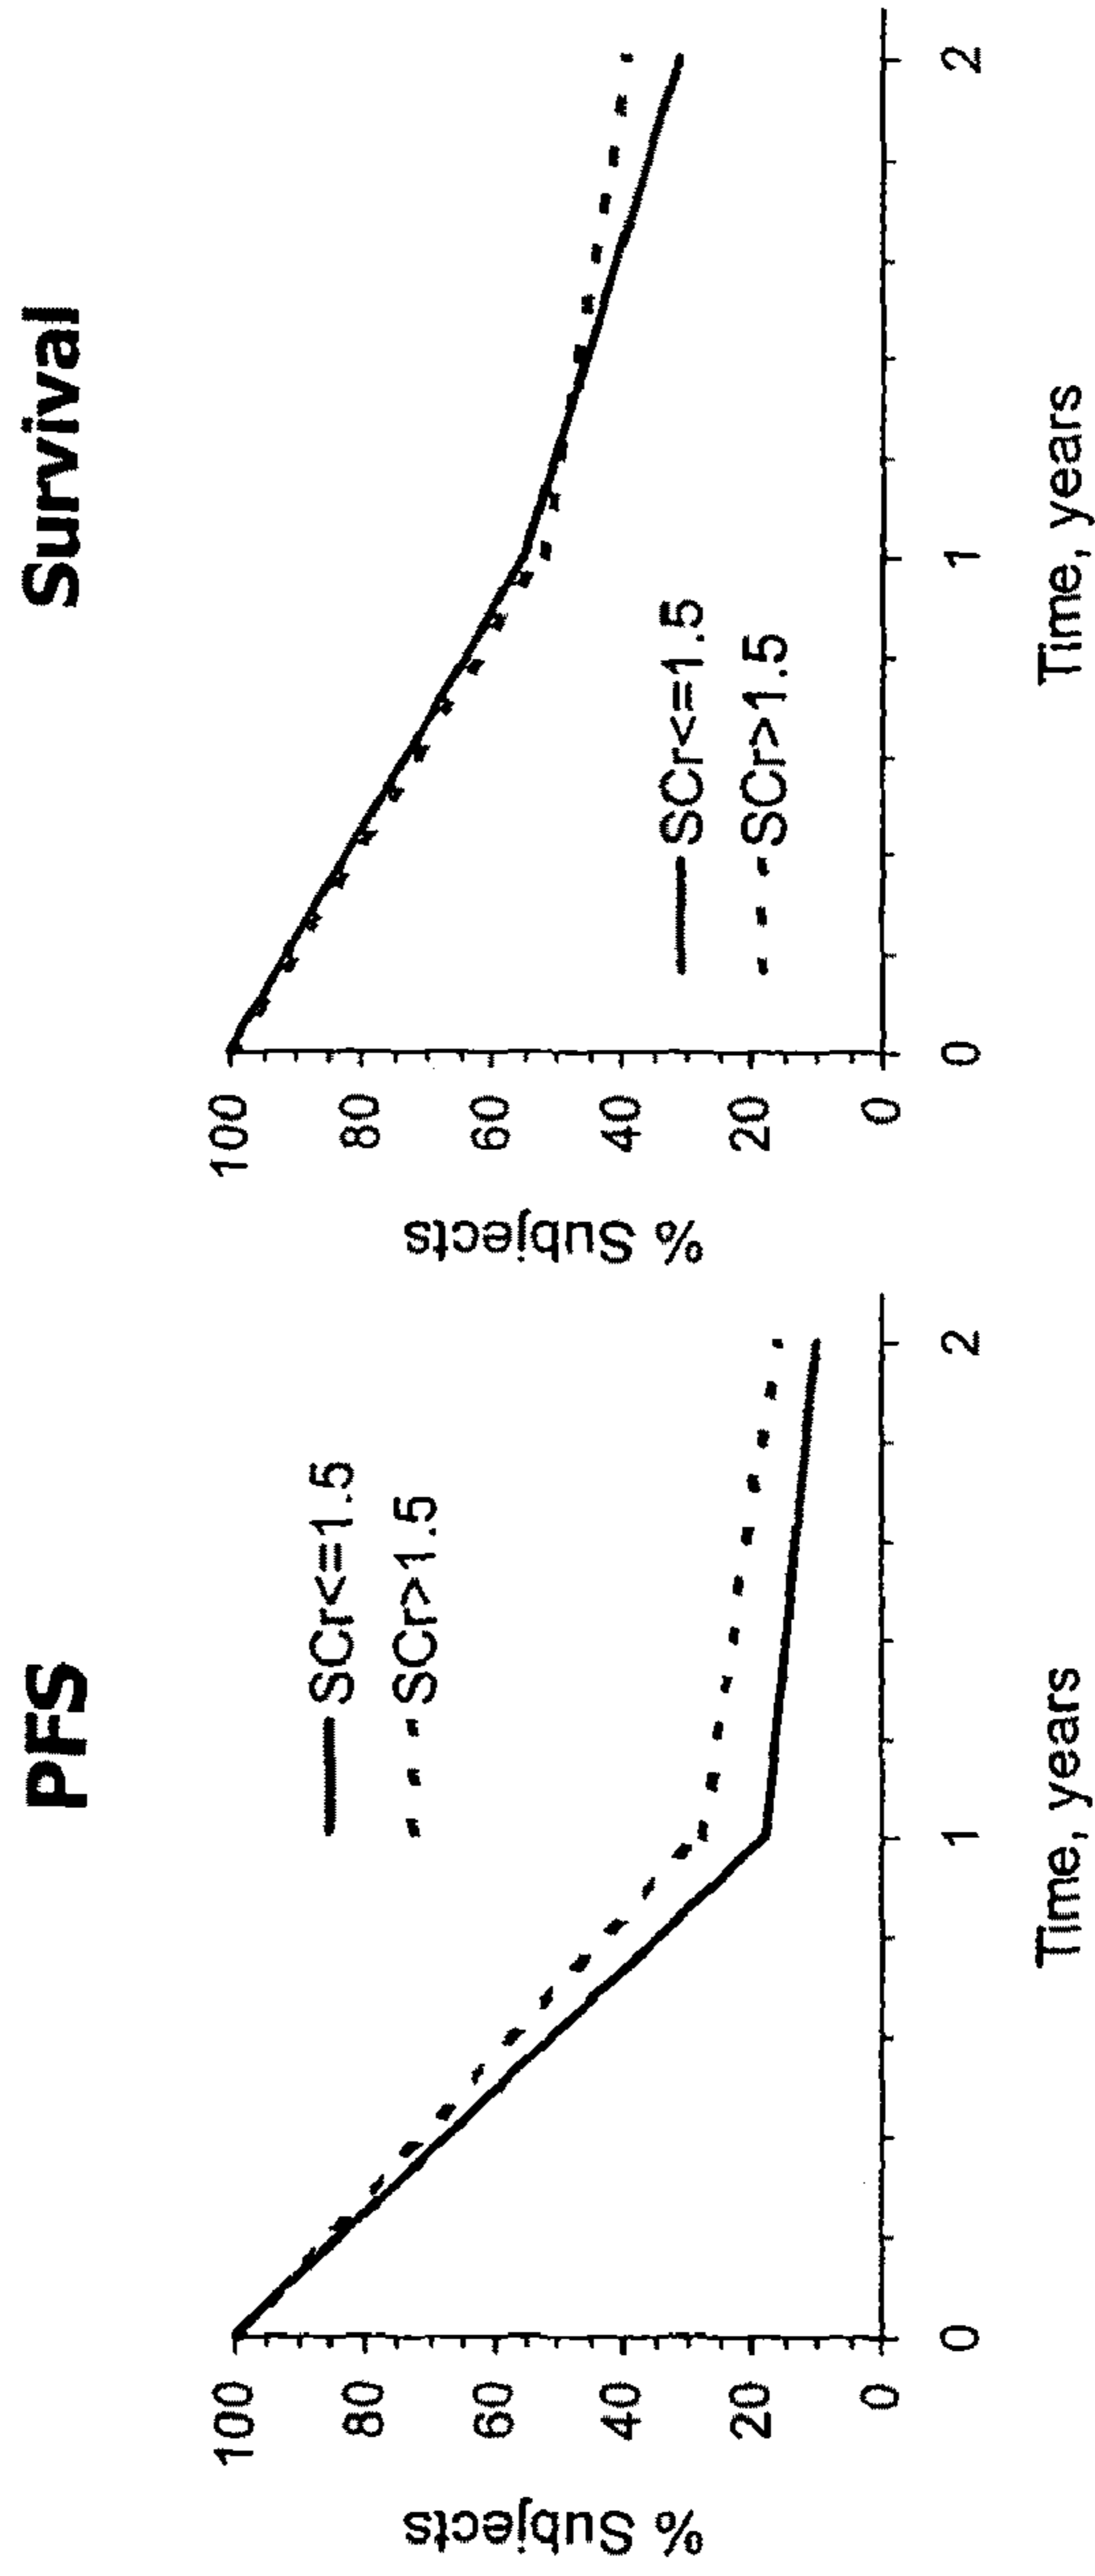 PFS
% Subjects
100
80
60
40
20
0
SCr<=1.5
SCr>1.5
0 1 2
Time, years
Survival
% Subjects
100
80
60
40
20
0
SCr<=1.5
SCr>1.5
0 1 2
Time, years